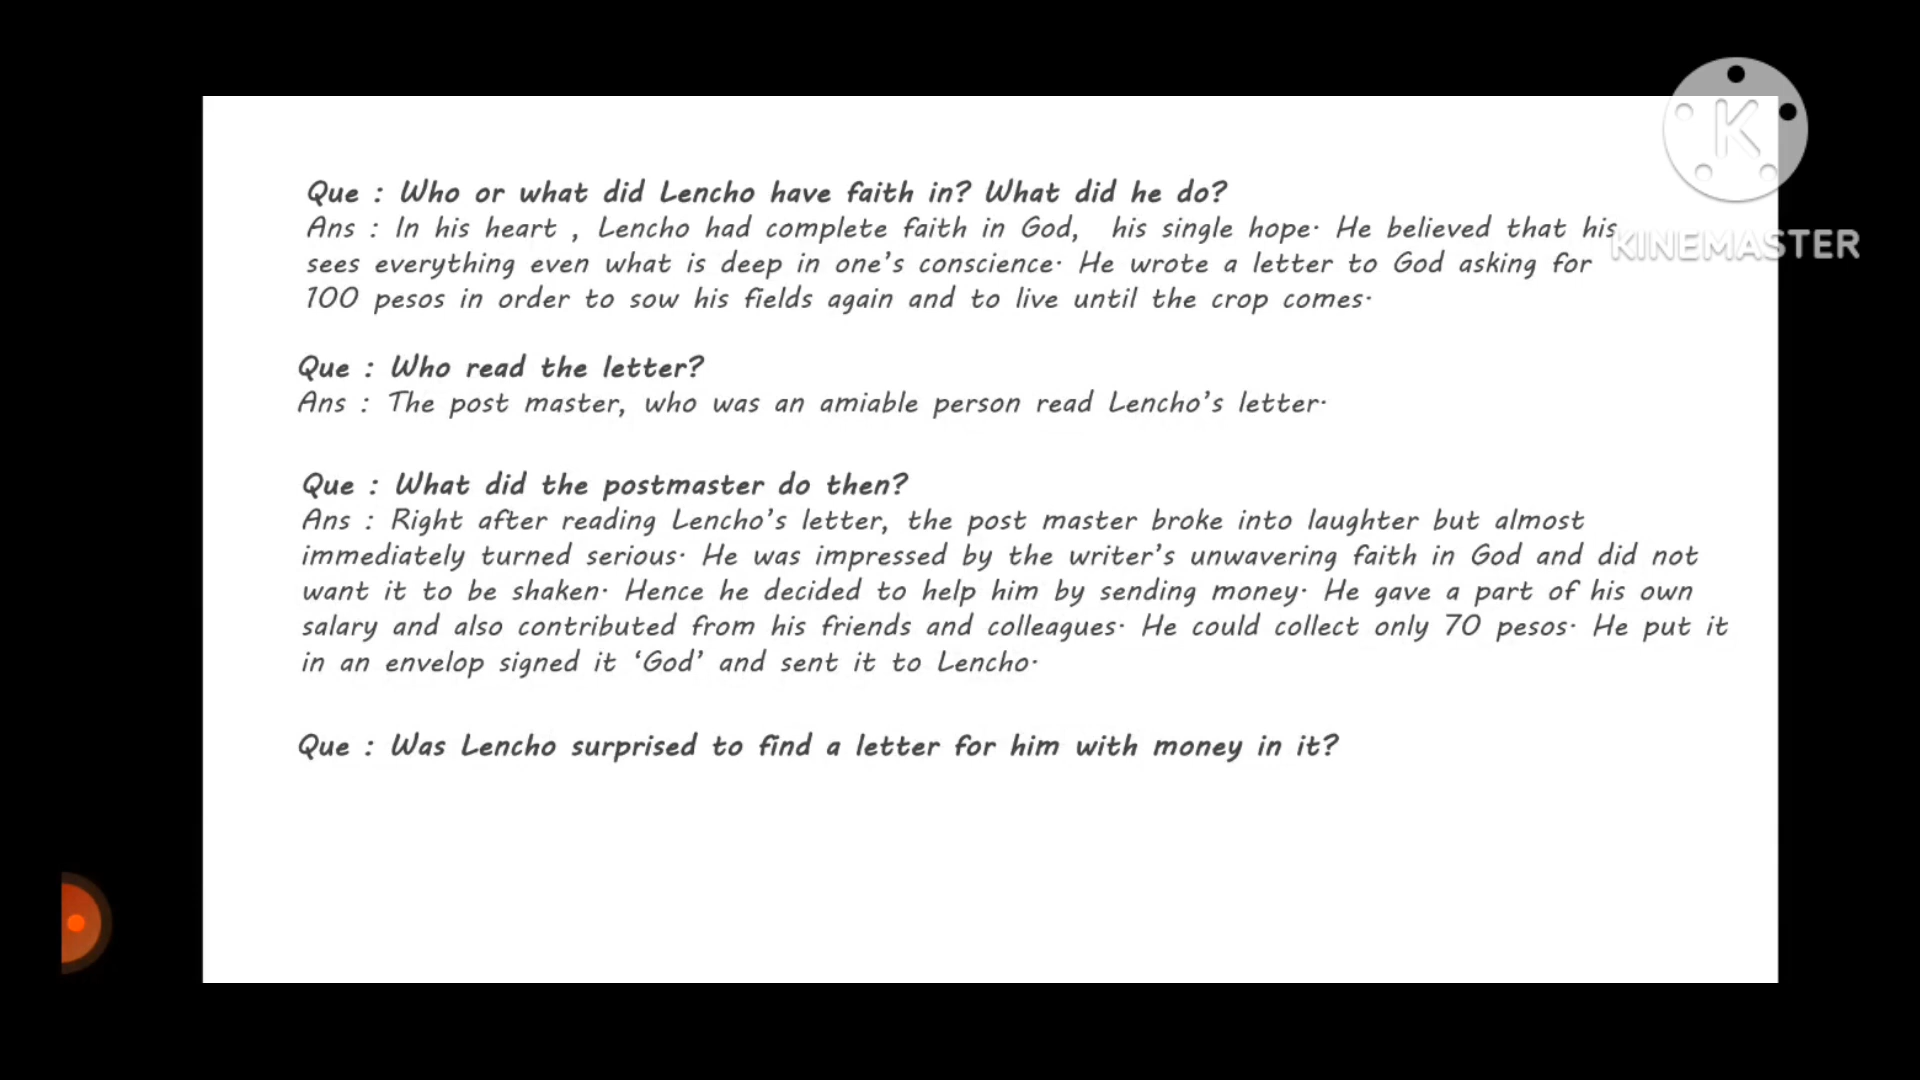 Que : Who or what did Lencho have faith in? What did he do?
Ans : In his heart , Lencho had complete faith in God, his single hope. He believed that his
sees everything even what is deep in one's conscience. He wrote a letter to God asking for
100 pesos in order to sow his fields again and to live until the crop comes.
Que : Who read the letter?
Ans : The post master, who was an amiable person read Lencho's letter.
Que : What did the postmaster do then?
Ans : Right after reading Lencho's letter, the post master broke into laughter but almost
immediately turned serious. He was impressed by the writer's unwavering faith in God and did not
want it to be shaken. Hence he decided to help him by sending money. He gave a part of his own
salary and also contributed from his friends and colleagues. He could collect only 70 pesos. He put it
in an envelop signed it ‘God’ and sent it to Lencho.
Que : Was Lencho surprised to find a letter for him with money in it?
K
KINEMASTER